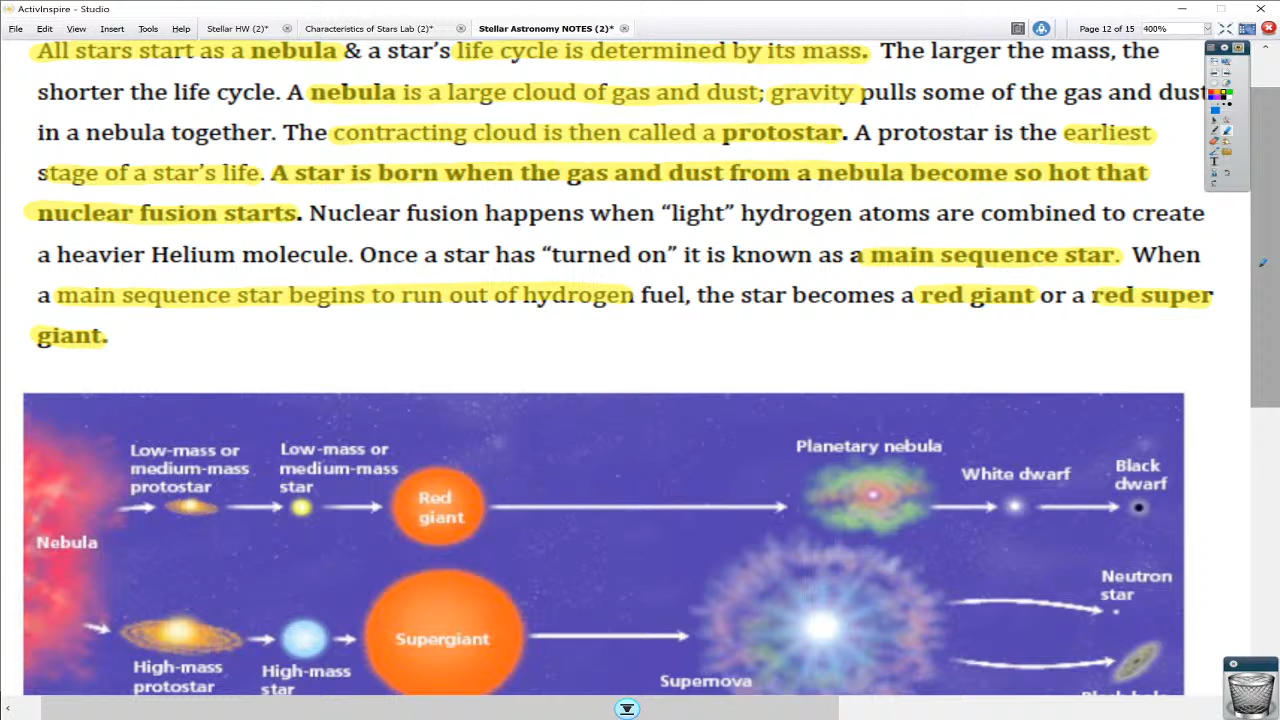 ActivInspire - Studio
File Edit View Insert Tools Help Stellar HW (2)* Characteristics of Stars Lab (2)* Stellar Astronomy NOTES (2)* Page 12 of 15 400%
All stars start as a nebula & a star's life cycle is determined by its mass. The larger the mass, the
shorter the life cycle. A nebula is a large cloud of gas and dust; gravity pulls some of the gas and dust
in a nebula together. The contracting cloud is then called a protostar. A protostar is the earliest
stage of a star's life. A star is born when the gas and dust from a nebula become so hot that
nuclear fusion starts. Nuclear fusion happens when “light” hydrogen atoms are combined to create
a heavier Helium molecule. Once a star has “turned on” it is known as a main sequence star. When
a main sequence star begins to run out of hydrogen fuel, the star becomes a red giant or a red super
giant.
Low-mass or
medium-mass
protostar
Low-mass or
medium-mass
star
Red
giant
Planetary nebula
White dwarf
Black
dwarf
Nebula
High-mass
protostar
High-mass
star
Supergiant
Supernova
Neutron
star